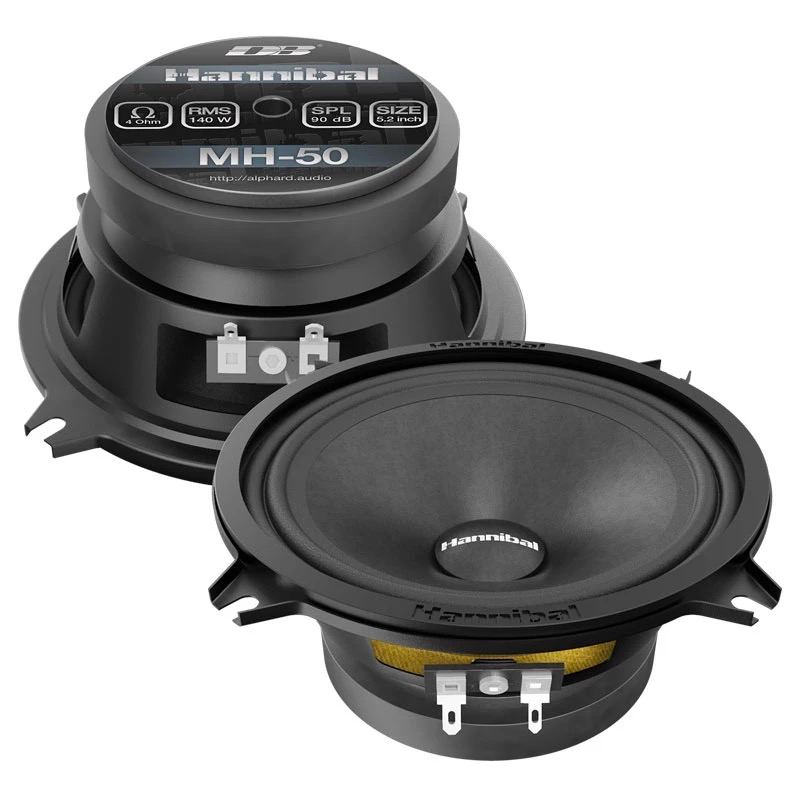 DB
Hannibal
Ω RMS SPL SIZE
4 Ohm 140 W 90 dB 5.2 inch
MH-50
http://alphard.audio
Hannibal
Hannibal
Hannibal